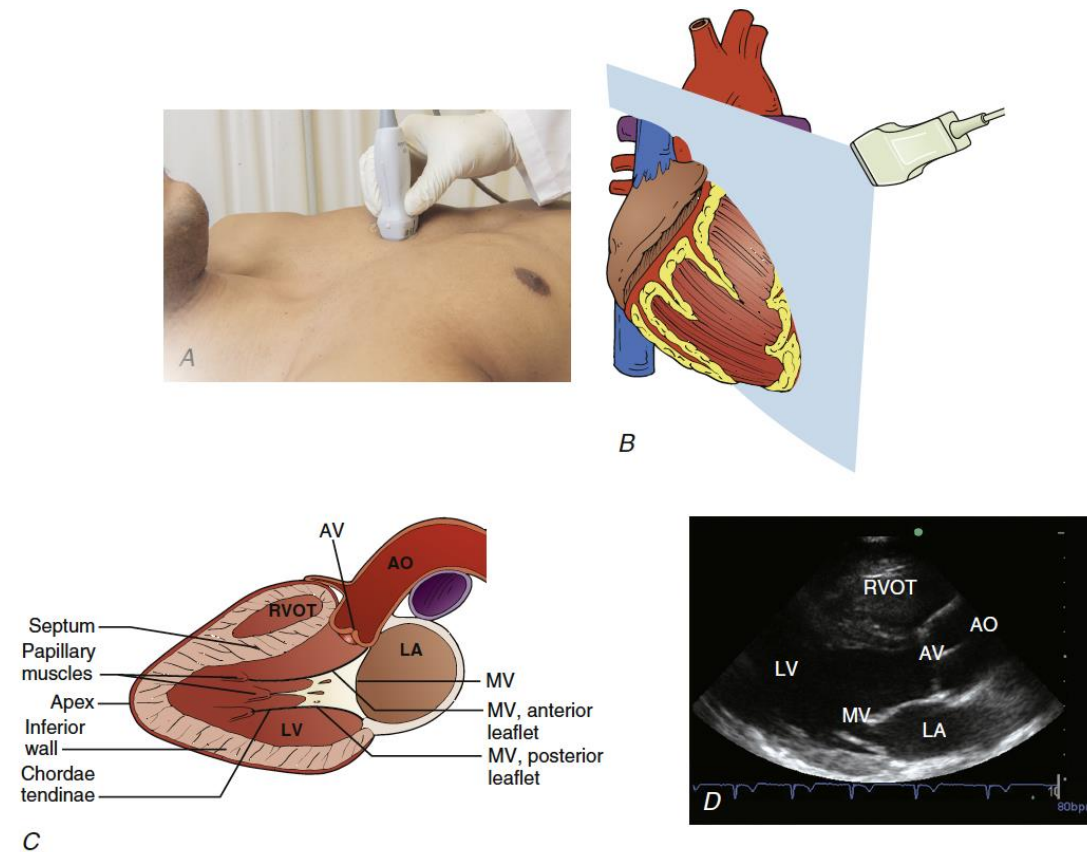 A
B
AV
AO
RVOT
Septum
Papillary
muscles
LA
Apex
MV
Inferior
wall
MV, anterior
leaflet
LV
Chordae
tendinae
MV, posterior
leaflet
C
RVOT
AO
AV
LV
MV
LA
D
10
80bpm